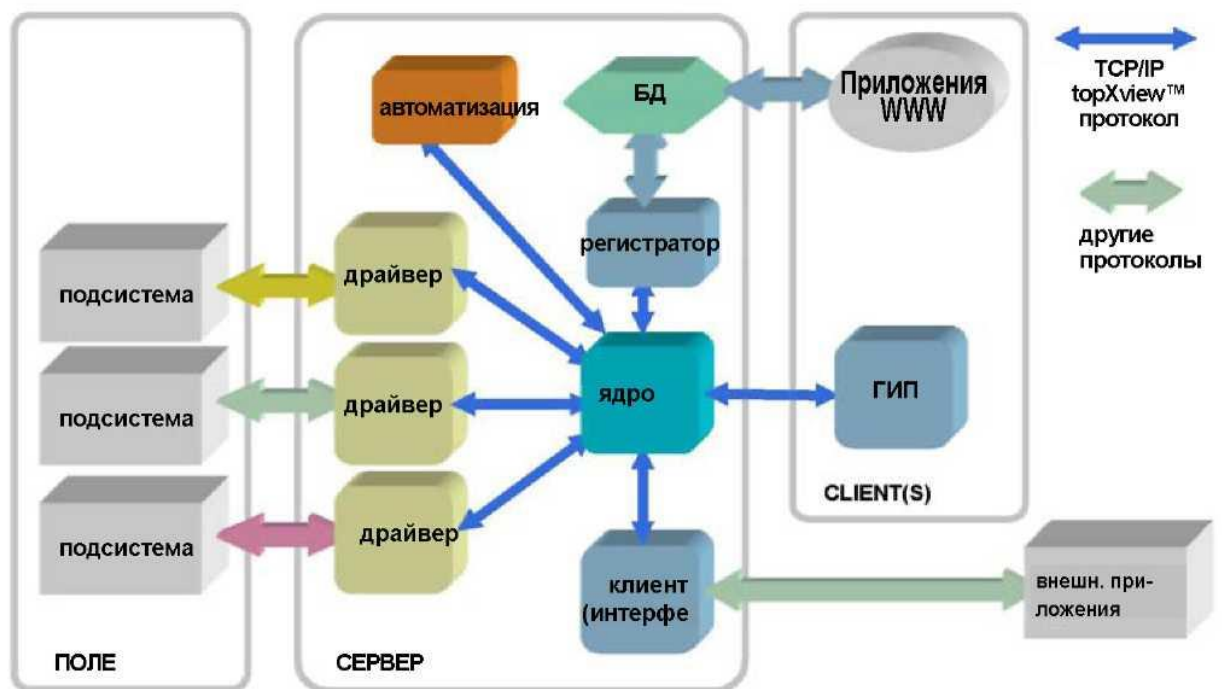 автоматизация
БД
Приложения
WWW
TCP/IP
topXview™
протокол
регистратор
другие
протоколы
подсистема
драйвер
подсистема
драйвер
ядро
ГИП
подсистема
драйвер
CLIENT(S)
клиент
(интерфе
внешн. при-
ложения
ПОЛЕ
СЕРВЕР